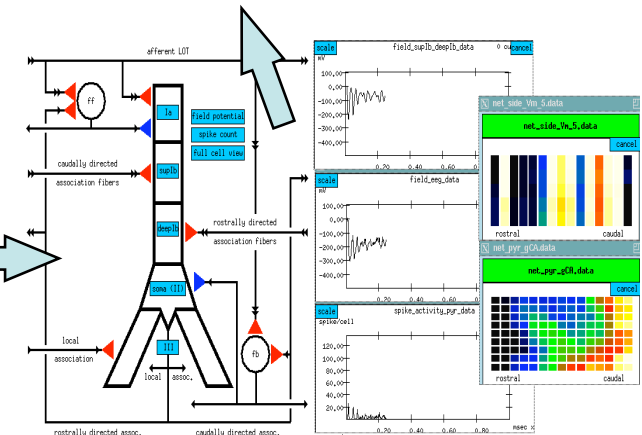 afferent LOT
ff
Ia
field potential
spike count
full cell view
caudally directed
association fibers
supIb
deepIb
rostrally directed
association fibers
soma (II)
local
association
III
local assoc.
fb
rostrally directed assoc.
caudally directed assoc.
scale
field_supIb_deepIb_data
cancel
mV
100.00
0.00
-100.00
-200.00
-300.00
-400.00
0.20 0.40 0.60 0.80
scale
field_eeg_data
mV
100.00
0.00
-100.00
-200.00
-300.00
-400.00
0.20
scale
spike_activity_pyr_data
spike/cell
120.00
100.00
80.00
60.00
40.00
20.00
0.20 0.40 0.60 0.80
msec x
net_side_Vm_5.data
net_side_Vm_5.data
cancel
rostral caudal
net_pyr_gCA.data
net_pyr_gCA.data
cancel
rostral caudal